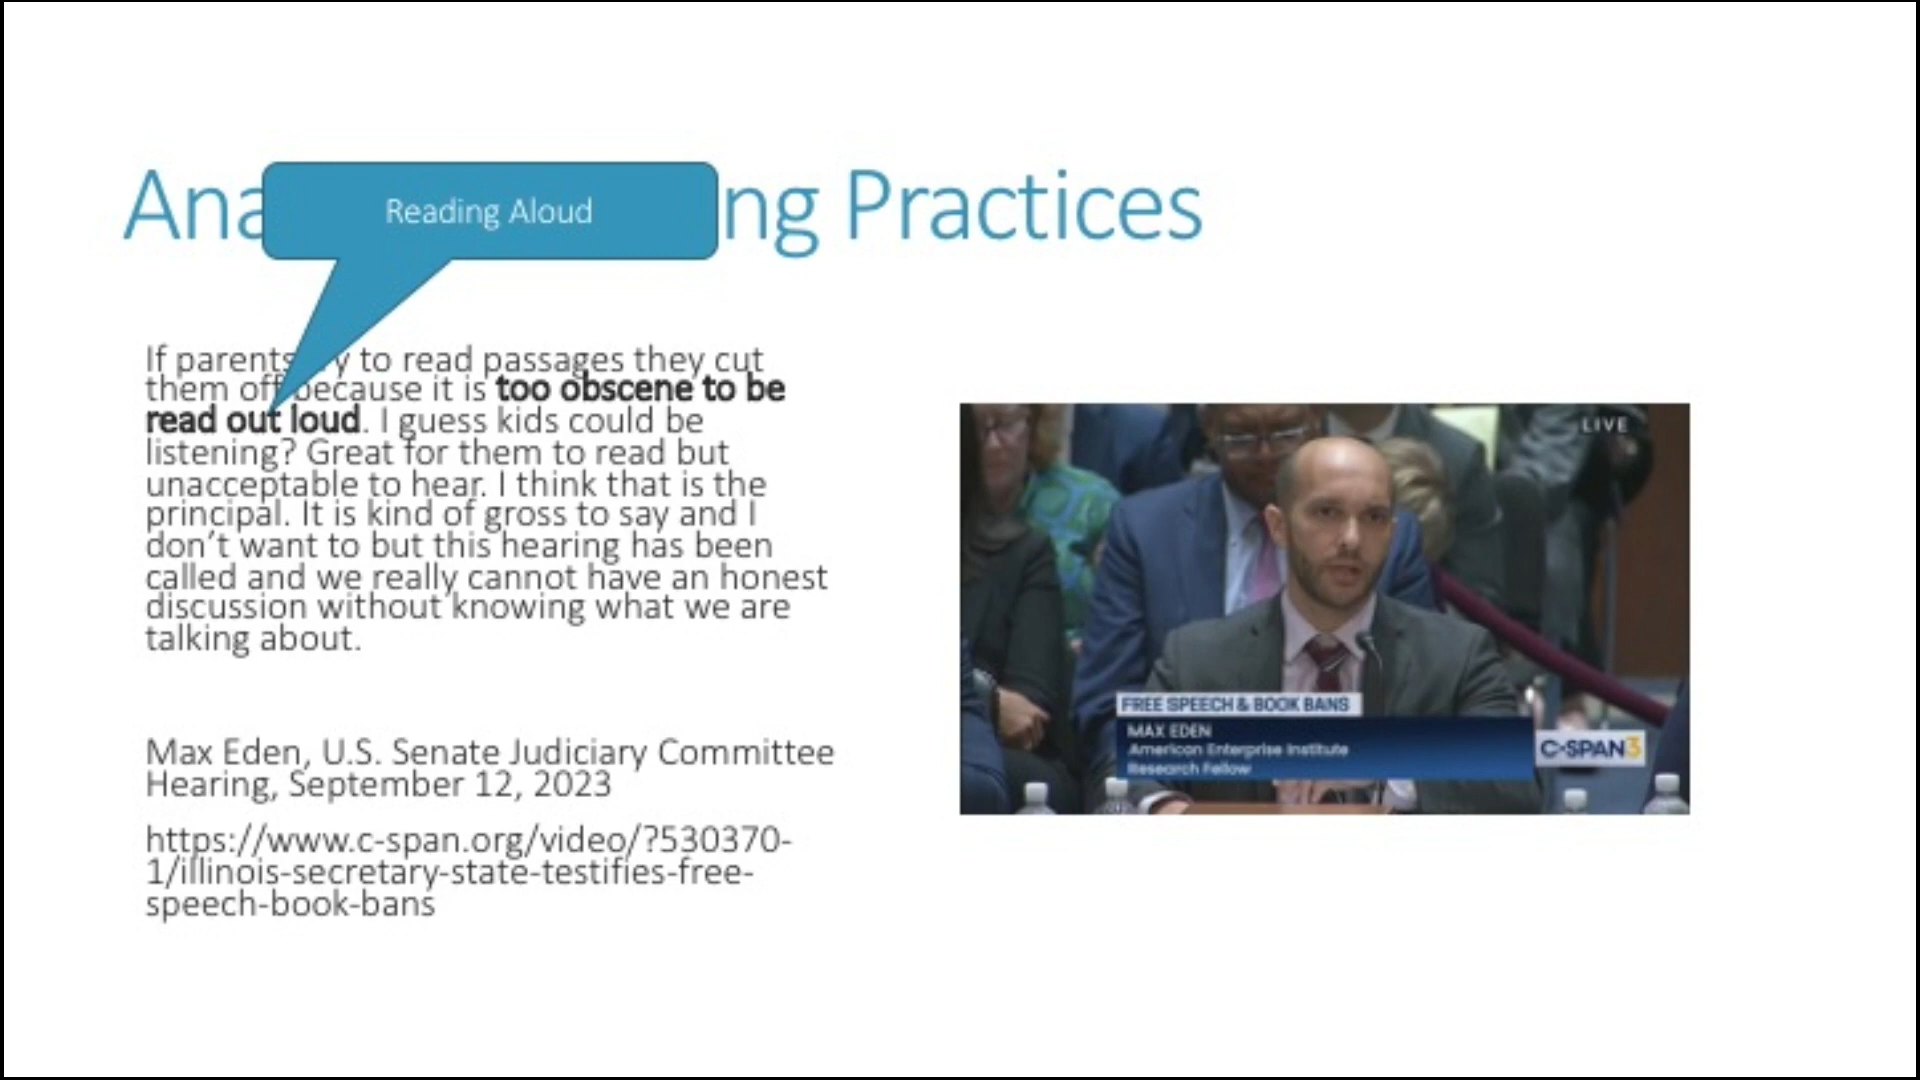 Reading Aloud
Practices
If parents to read passages they cut
them off because it is too obscene to be
read out loud. I guess kids could be
listening? Great for them to read but
unacceptable to hear. I think that is the
principal. It is kind of gross to say and I
don't want to but this hearing has been
called and we really cannot have an honest
discussion without knowing what we are
talking about.
Max Eden, U.S. Senate Judiciary Committee
Hearing, September 12, 2023
https://www.c-span.org/video/?530370-
1/illinois-secretary-state-testifies-free-
speech-book-bans
LIVE
FREE SPEECH & BOOK BANS
MAX EDEN
American Enterprise Institute
Research Fellow
C-SPAN3